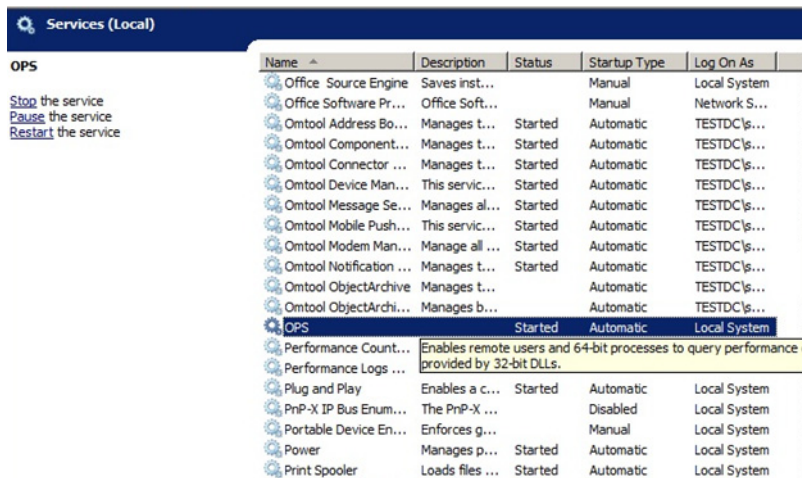 Services (Local)
OPS
Stop the service
Pause the service
Restart the service
Name Description Status Startup Type Log On As
Office Source Engine Saves inst... Manual Local System
Office Software Pr... Office Soft... Manual Network S...
Omtool Address Bo... Manages t... Started Automatic TESTDC\s...
Omtool Component... Manages t... Started Automatic TESTDC\s...
Omtool Connector ... Manages t... Started Automatic TESTDC\s...
Omtool Device Man... This servic... Started Automatic TESTDC\s...
Omtool Message Se... Manages al... Started Automatic TESTDC\s...
Omtool Mobile Push... This servic... Started Automatic TESTDC\s...
Omtool Modem Man... Manage all ... Started Automatic TESTDC\s...
Omtool Notification ... Manages t... Started Automatic TESTDC\s...
Omtool ObjectArchive Manages t... Automatic TESTDC\s...
Omtool ObjectArchi... Manages b... Automatic TESTDC\s...
OPS Started Automatic Local System
Performance Count... Enables remote users and 64-bit processes to query performance
Performance Logs ... provided by 32-bit DLLs.
Plug and Play Enables a c... Started Automatic Local System
PnP-X IP Bus Enum... The PnP-X ... Disabled Local System
Portable Device En... Enforces g... Manual Local System
Power Manages p... Started Automatic Local System
Print Spooler Loads files ... Started Automatic Local System